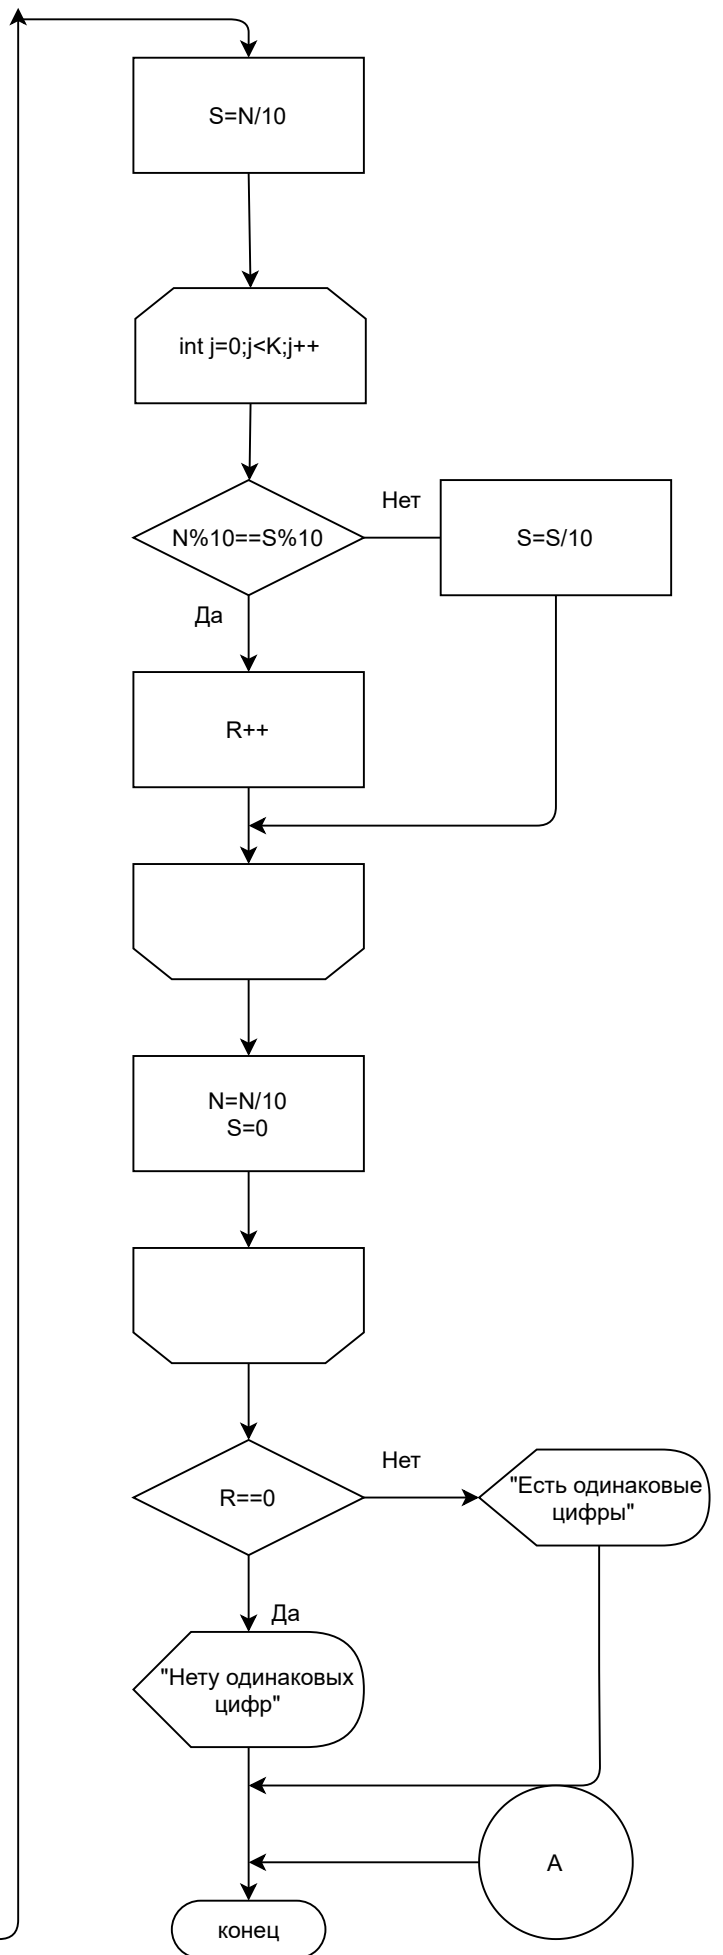 S=N/10
int j=0;j<K;j++
N%10==S%10
Нет
S=S/10
Да
R++
N=N/10
S=0
R==0
Нет
"Есть одинаковые
цифры"
Да
"Нету одинаковых
цифр"
А
конец